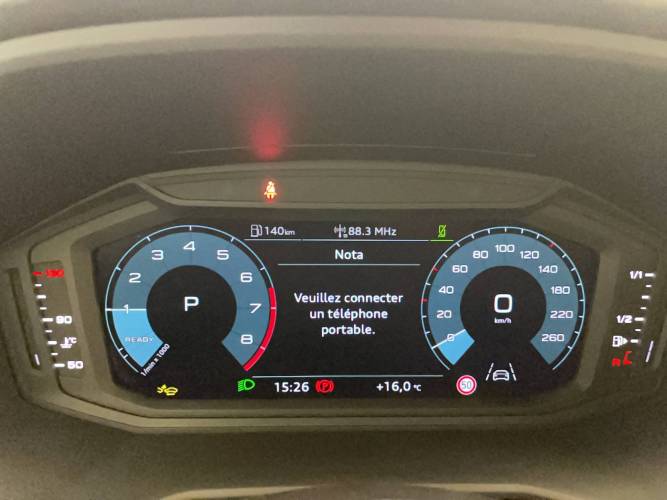 140km
88.3 MHz
Nota
Veuillez connecter
un téléphone
portable.
1
2
3
4
5
6
7
8
READY
1/min x 1000
P
0
20
40
60
80
100
120
140
180
220
260
0
km/h
130
90
°C
50
1/1
1/2
R
15:26
(P)
+16,0 °C
50